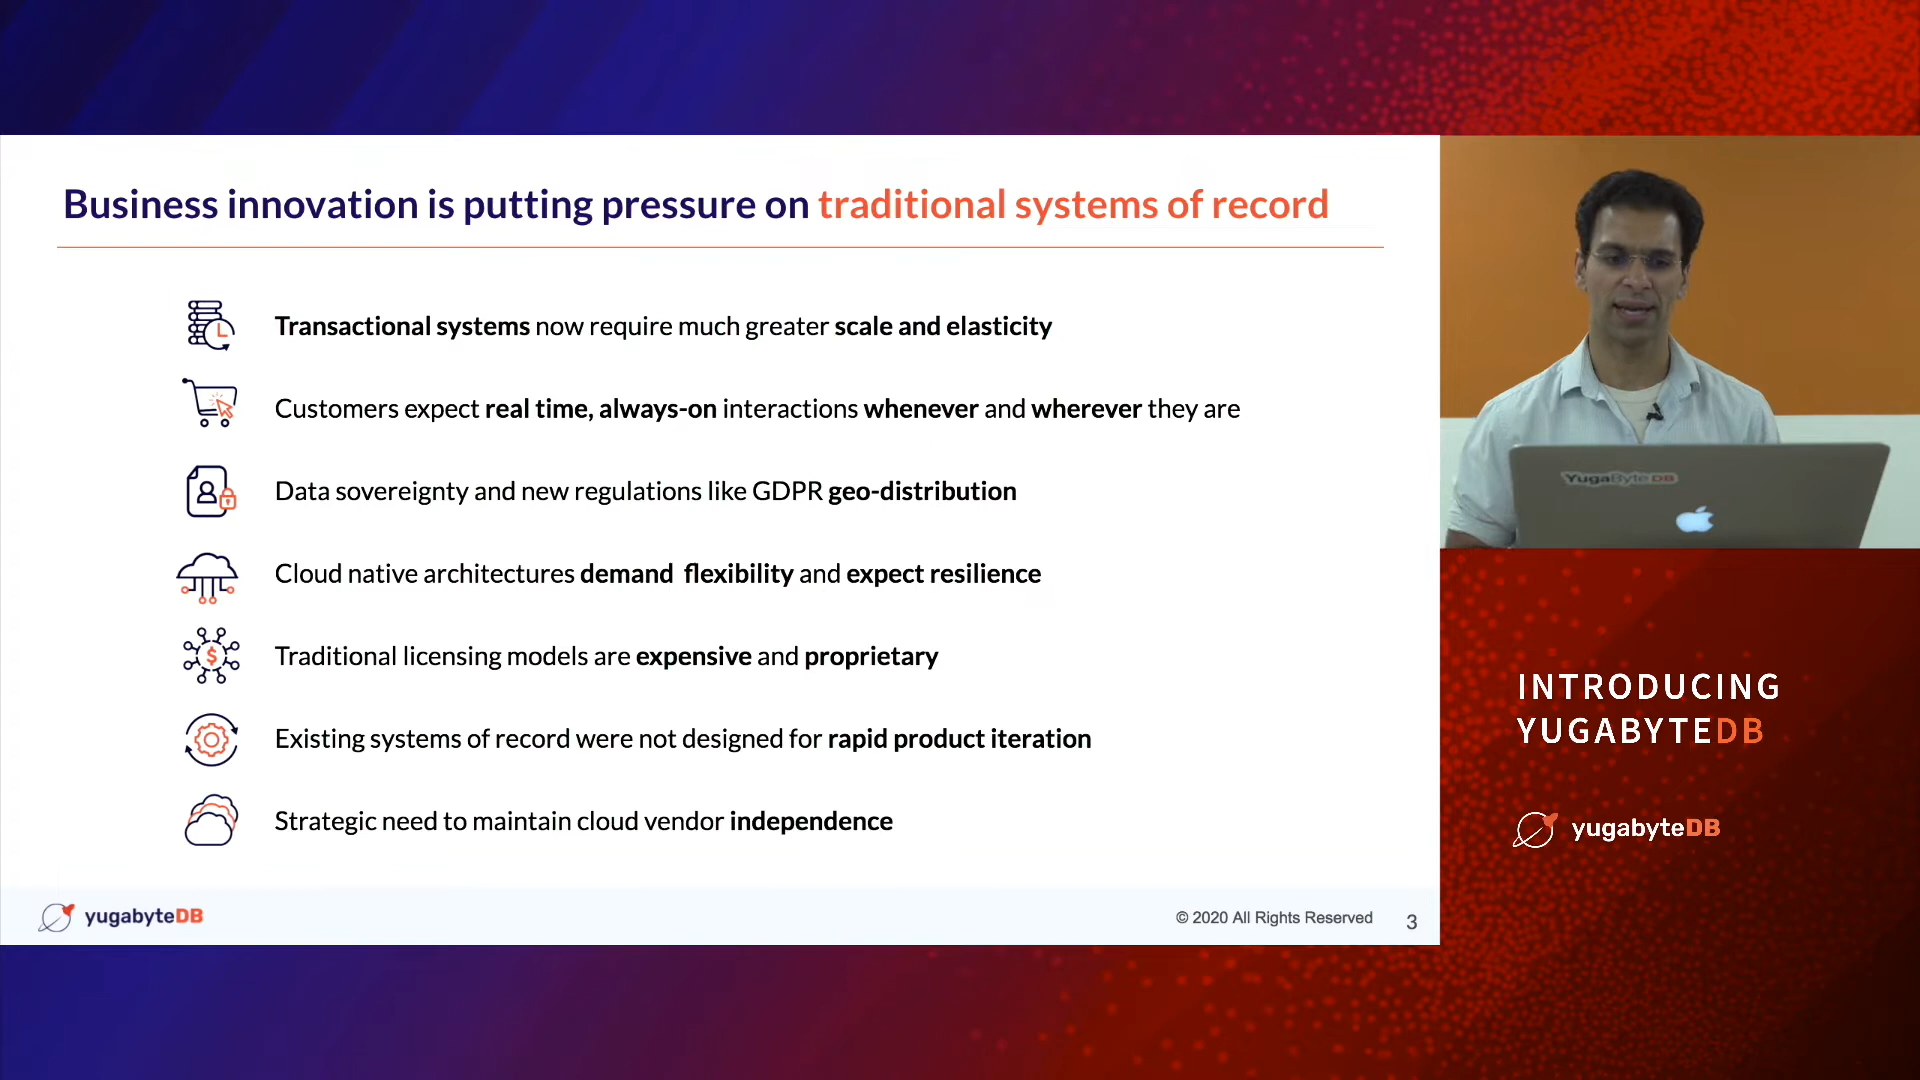 Business innovation is putting pressure on traditional systems of record
Transactional systems now require much greater scale and elasticity
Customers expect real time, always-on interactions whenever and wherever they are
Data sovereignty and new regulations like GDPR geo-distribution
Cloud native architectures demand flexibility and expect resilience
Traditional licensing models are expensive and proprietary
Existing systems of record were not designed for rapid product iteration
Strategic need to maintain cloud vendor independence
yugabyteDB
© 2020 All Rights Reserved
3
YugaByteDB
INTRODUCING
YUGABYTEDB
yugabyteDB